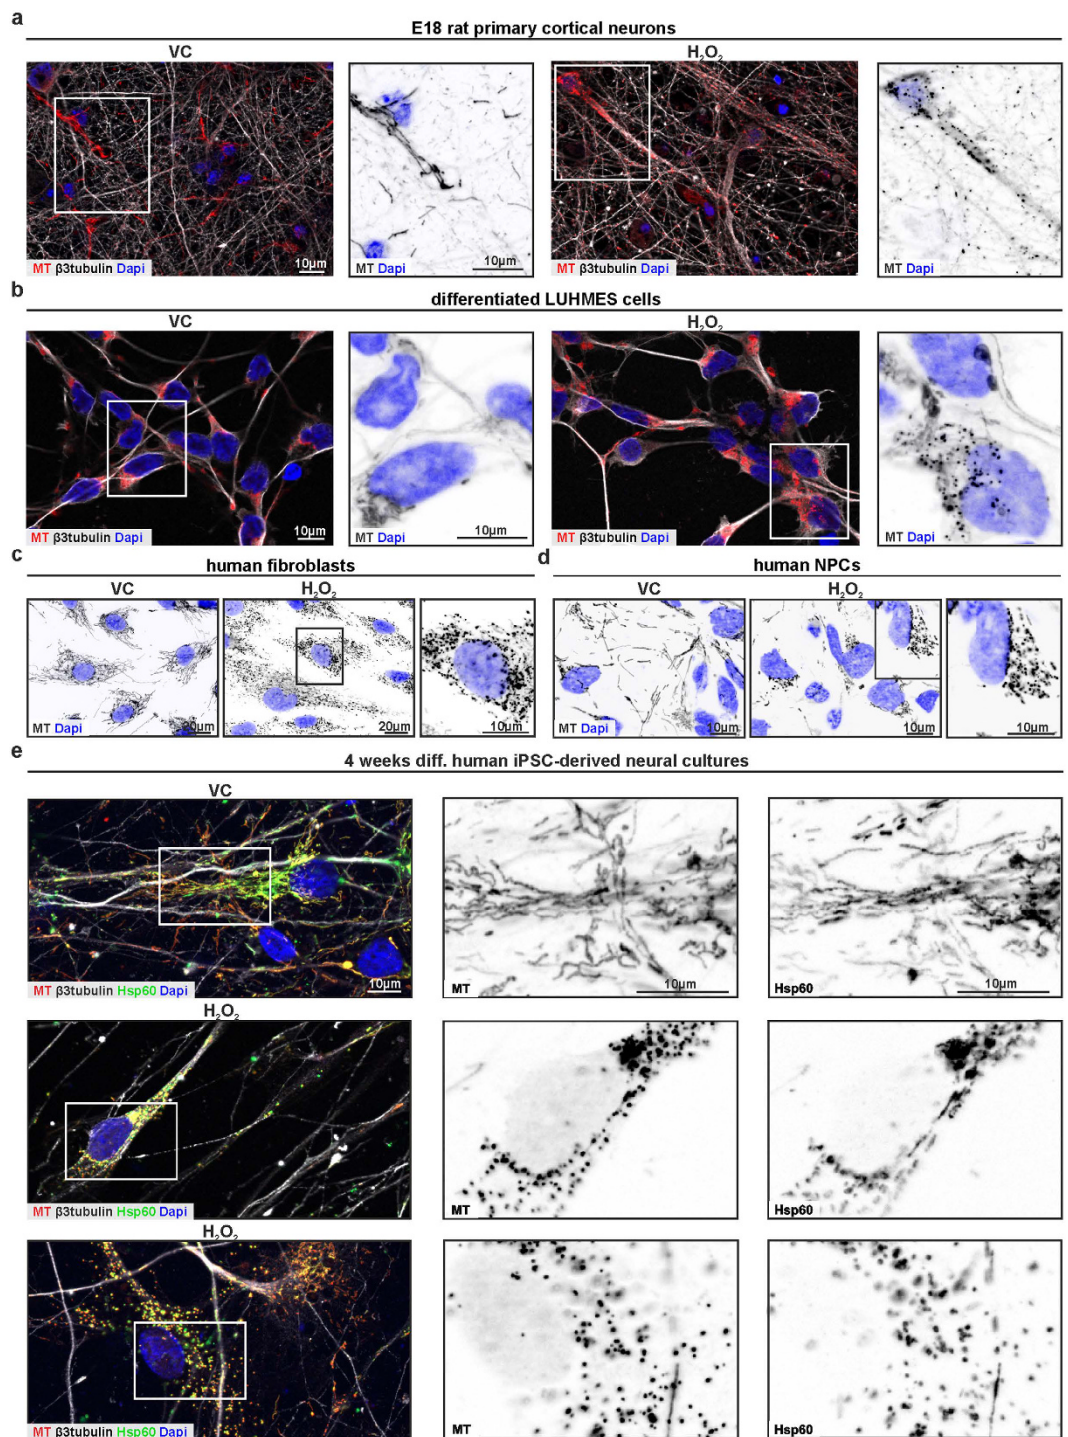 a
E18 rat primary cortical neurons
VC
H₂O₂
MT β3tubulin Dapi
10µm
MT Dapi
10µm
MT β3tubulin Dapi
10µm
MT Dapi
b
differentiated LUHMES cells
VC
H₂O₂
MT β3tubulin Dapi
10µm
MT Dapi
10µm
MT β3tubulin Dapi
10µm
MT Dapi
c
human fibroblasts
VC
H₂O₂
MT Dapi
20µm
20µm
10µm
d
human NPCs
VC
H₂O₂
MT Dapi
10µm
10µm
10µm
e
4 weeks diff. human iPSC-derived neural cultures
VC
MT β3tubulin Hsp60 Dapi
10µm
MT
10µm
Hsp60
10µm
H₂O₂
MT β3tubulin Hsp60 Dapi
MT
Hsp60
H₂O₂
MT β3tubulin Hsp60 Dapi
MT
Hsp60